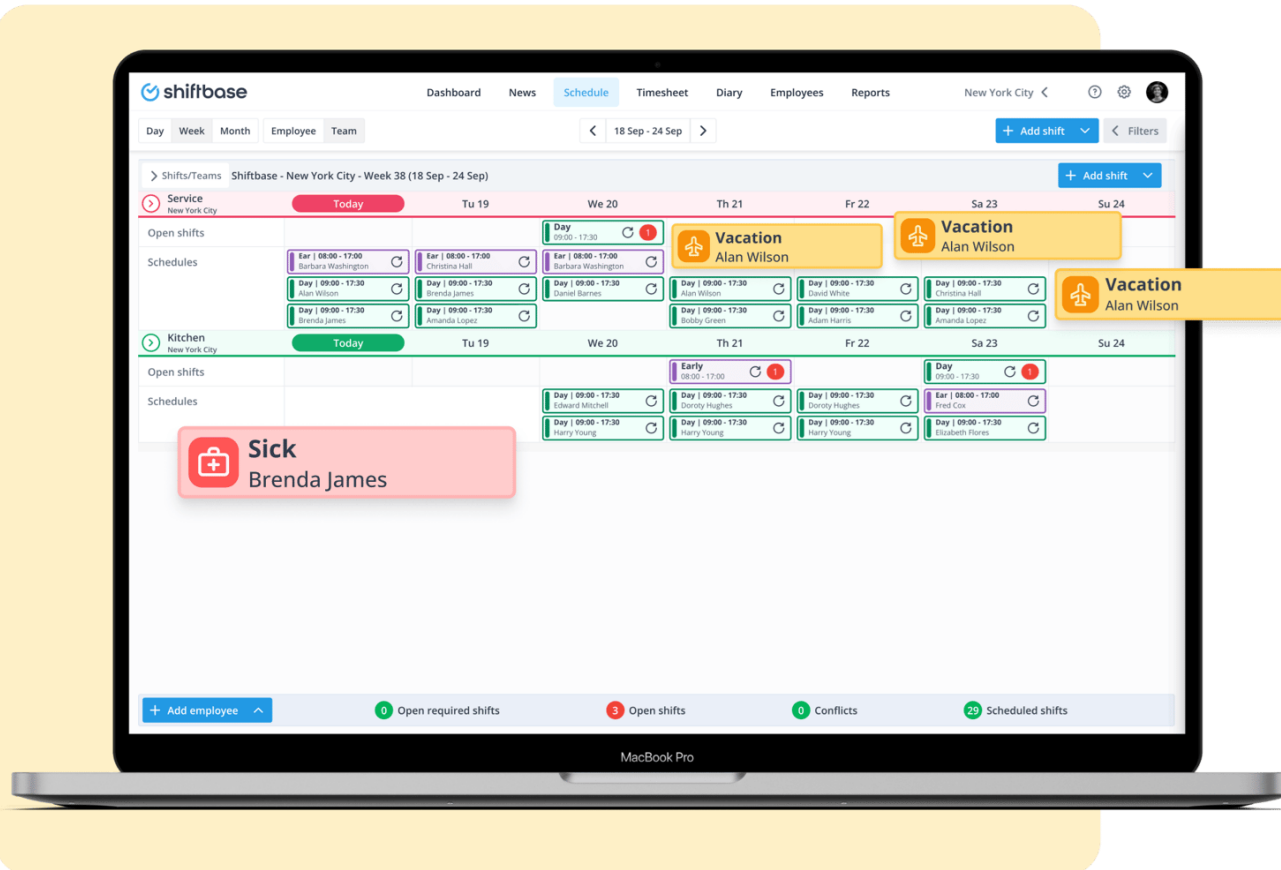 shiftbase
Dashboard News Schedule Timesheet Diary Employees Reports New York City
Day Week Month Employee Team 18 Sep - 24 Sep + Add shift Filters
Shifts/Teams Shiftbase - New York City - Week 38 (18 Sep - 24 Sep) + Add shift
Service
New York City
Today Tu 19 We 20 Th 21 Fr 22 Sa 23 Su 24
Open shifts
Day
09:00 - 17:30
1
Vacation
Alan Wilson
Vacation
Alan Wilson
Vacation
Alan Wilson
Schedules
Ear | 08:00 - 17:00 Ear | 08:00 - 17:00 Ear | 08:00 - 17:00
Barbara Washington Christina Hall Barbara Washington
Day | 09:00 - 17:30 Day | 09:00 - 17:30 Day | 09:00 - 17:30 Day | 09:00 - 17:30 Day | 09:00 - 17:30 Day | 09:00 - 17:30
Alan Wilson Brenda James Daniel Barnes Alan Wilson David White Christina Hall
Day | 09:00 - 17:30 Day | 09:00 - 17:30 Day | 09:00 - 17:30 Day | 09:00 - 17:30 Day | 09:00 - 17:30
Brenda James Amanda Lopez Bobby Green Adam Harris Amanda Lopez
Kitchen
New York City
Today Tu 19 We 20 Th 21 Fr 22 Sa 23 Su 24
Open shifts
Early
08:00 - 17:00
1
Day
09:00 - 17:30
1
Schedules
Day | 09:00 - 17:30 Day | 09:00 - 17:30 Day | 09:00 - 17:30 Ear | 08:00 - 17:00
Edward Mitchell Doroty Hughes Doroty Hughes Fred Cox
Day | 09:00 - 17:30 Day | 09:00 - 17:30 Day | 09:00 - 17:30 Day | 09:00 - 17:30
Harry Young Harry Young Harry Young Elizabeth Flores
Sick
Brenda James
+ Add employee 0 Open required shifts 3 Open shifts 0 Conflicts 29 Scheduled shifts
MacBook Pro